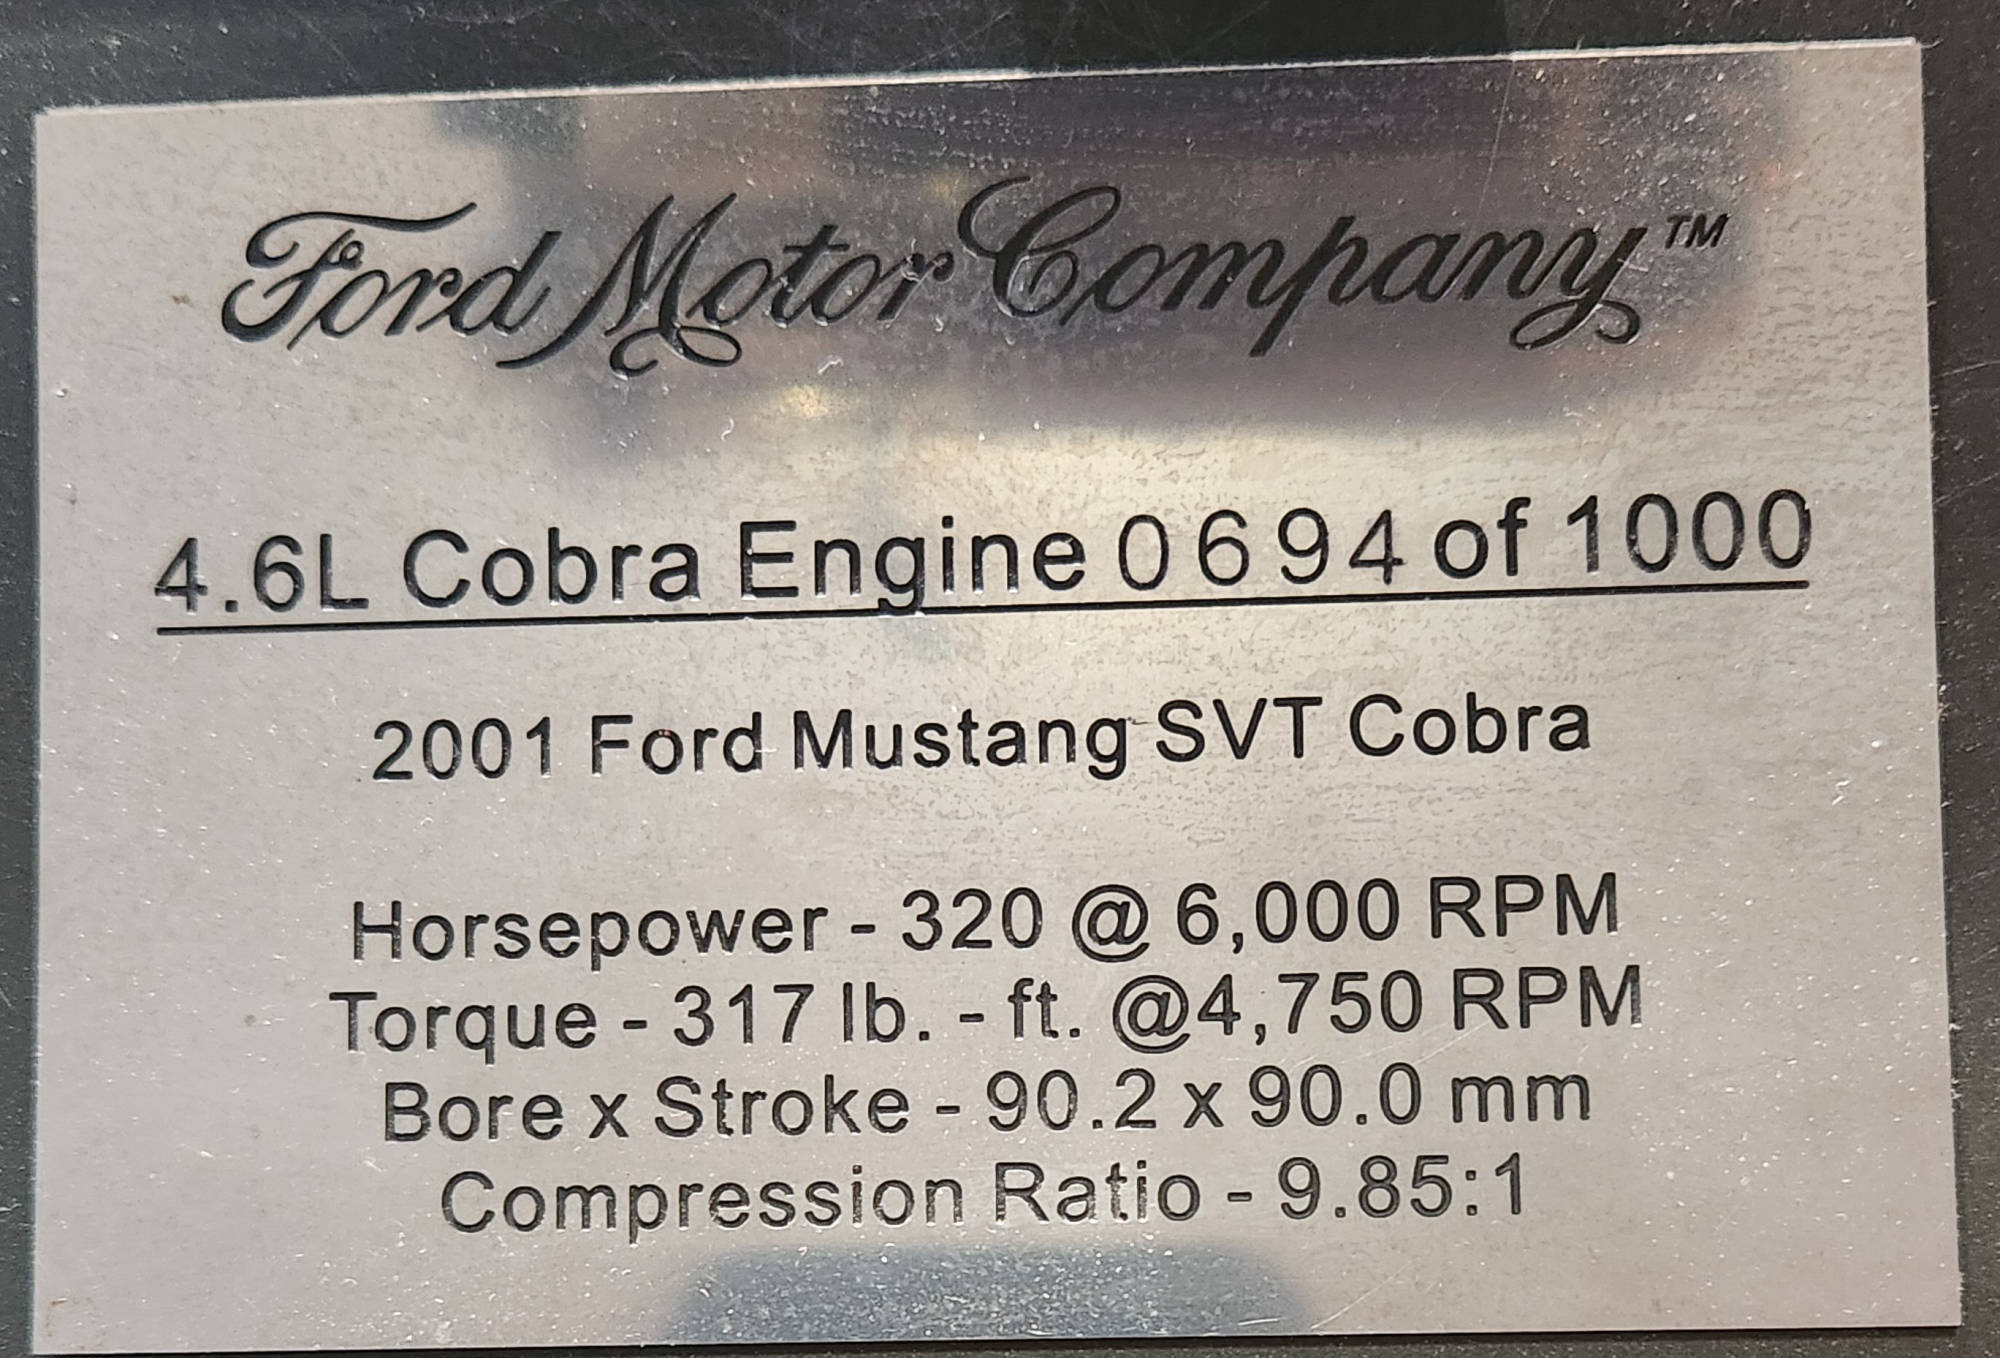 Ford Motor Company™
4.6L Cobra Engine 0694 of 1000
2001 Ford Mustang SVT Cobra
Horsepower - 320 @ 6,000 RPM
Torque - 317 lb. - ft. @4,750 RPM
Bore x Stroke - 90.2 x 90.0 mm
Compression Ratio - 9.85:1